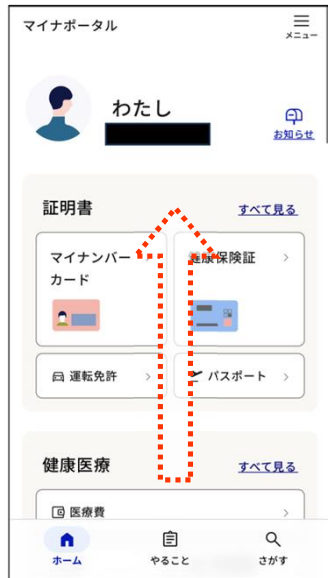 マイナポータル
メニュー
わたし
お知らせ
証明書
すべて見る
マイナンバー
カード
健康保険証
運転免許
パスポート
健康医療
すべて見る
医療費
ホーム
やること
さがす